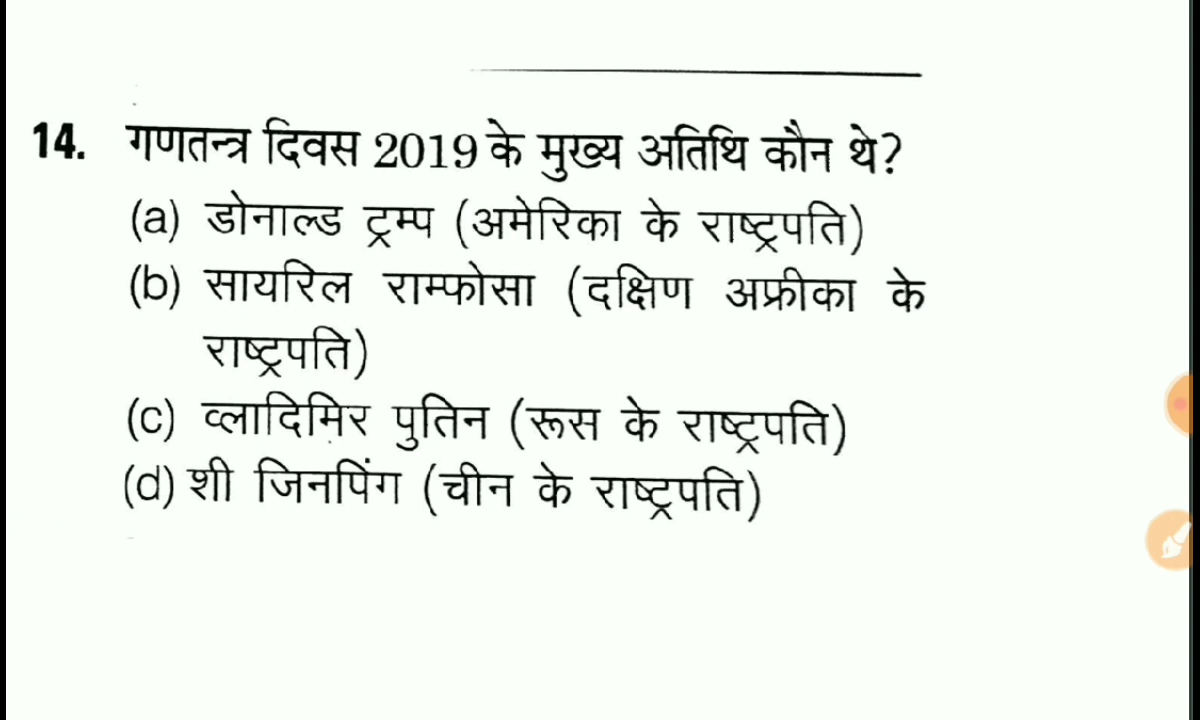 14. गणतन्त्र दिवस 2019 के मुख्य अतिथि कौन थे?
(a) डोनाल्ड ट्रम्प (अमेरिका के राष्ट्रपति)
(b) सायरिल राम्फोसा (दक्षिण अफ्रीका के
राष्ट्रपति)
(c) व्लादिमिर पुतिन (रूस के राष्ट्रपति)
(d) शी जिनपिंग (चीन के राष्ट्रपति)